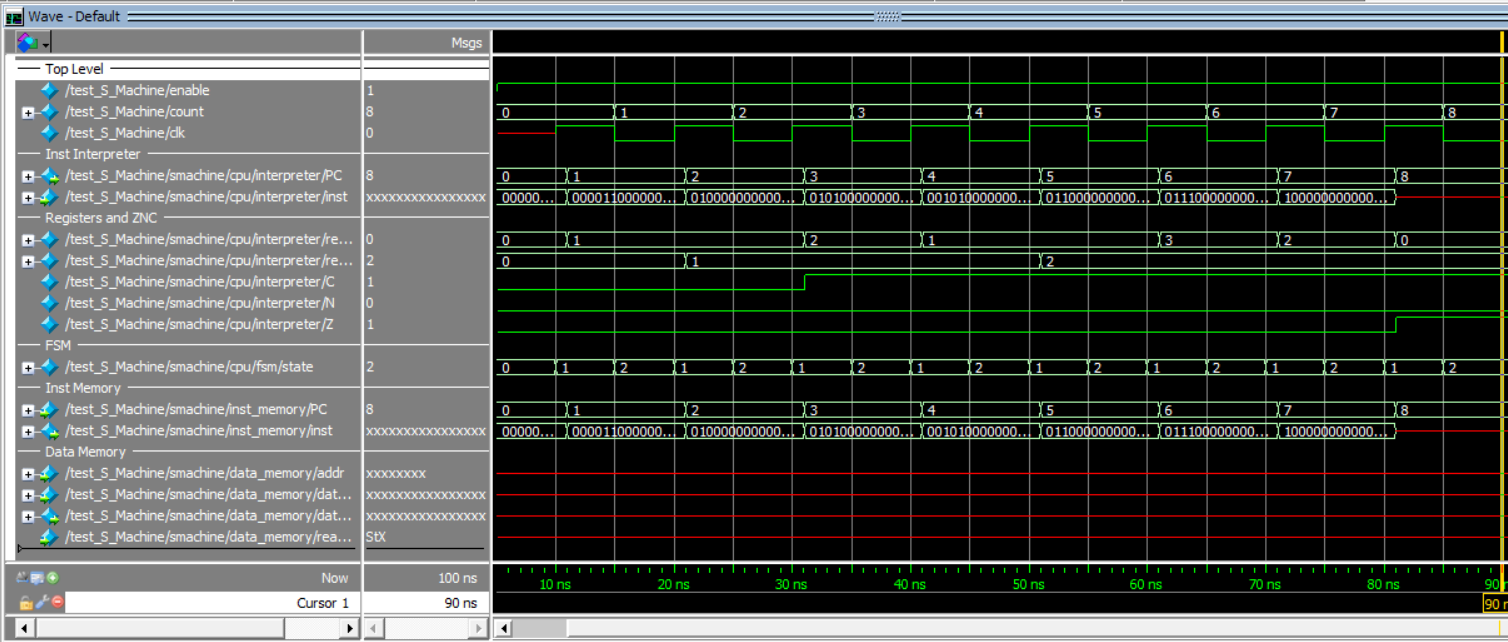 Wave - Default
Msgs
Top Level
/test_S_Machine/enable 1
/test_S_Machine/count 8 0 1 2 3 4 5 6 7 8
/test_S_Machine/clk 0
Inst Interpreter
/test_S_Machine/smachine/cpu/interpreter/PC 8 0 1 2 3 4 5 6 7 8
/test_S_Machine/smachine/cpu/interpreter/inst xxxxxxxxxxxxxxxx 00000... 000011000000... 010000000000... 010100000000... 001010000000... 011000000000... 011100000000... 100000000000...
Registers and ZNC
/test_S_Machine/smachine/cpu/interpreter/re... 0 0 1 2 1 3 2 0
/test_S_Machine/smachine/cpu/interpreter/re... 2 0 1 2
/test_S_Machine/smachine/cpu/interpreter/C 1
/test_S_Machine/smachine/cpu/interpreter/N 0
/test_S_Machine/smachine/cpu/interpreter/Z 1
FSM
/test_S_Machine/smachine/cpu/fsm/state 2 0 1 2 1 2 1 2 1 2 1 2 1 2 1 2 1 2
Inst Memory
/test_S_Machine/smachine/inst_memory/PC 8 0 1 2 3 4 5 6 7 8
/test_S_Machine/smachine/inst_memory/inst xxxxxxxxxxxxxxxx 00000... 000011000000... 010000000000... 010100000000... 001010000000... 011000000000... 011100000000... 100000000000...
Data Memory
/test_S_Machine/smachine/data_memory/addr xxxxxxxx
/test_S_Machine/smachine/data_memory/dat... xxxxxxxxxxxxxxxx
/test_S_Machine/smachine/data_memory/dat... xxxxxxxxxxxxxxxx
/test_S_Machine/smachine/data_memory/rea... StX
Now 100 ns 10 ns 20 ns 30 ns 40 ns 50 ns 60 ns 70 ns 80 ns 90
Cursor 1 90 ns 90 n